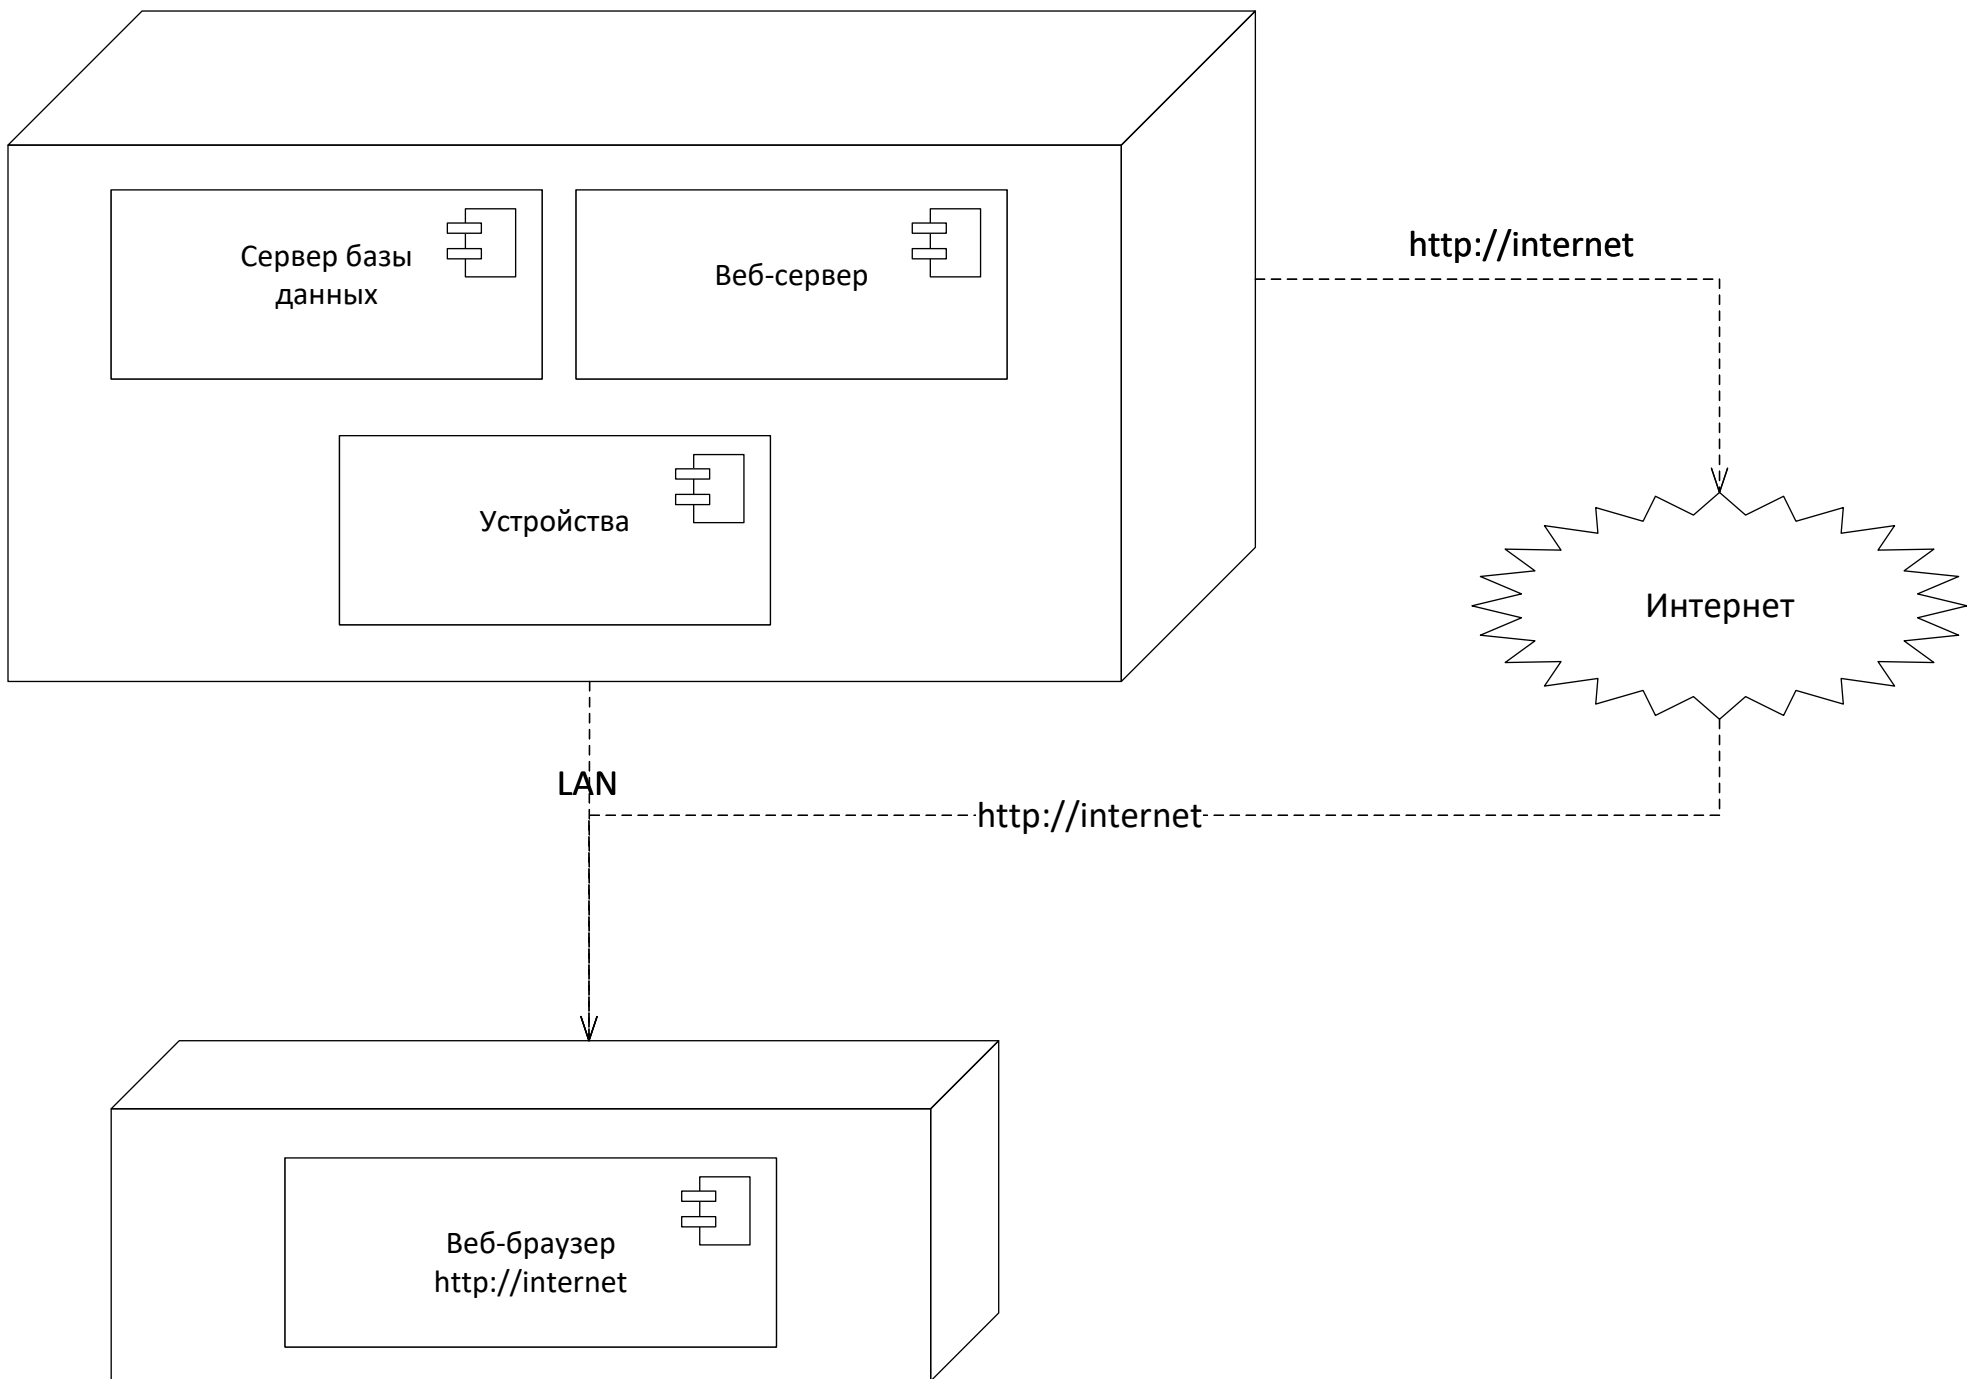 http://internet
Сервер базы
данных
Веб-сервер
Устройства
Интернет
LAN
http://internet
Веб-браузер
http://internet